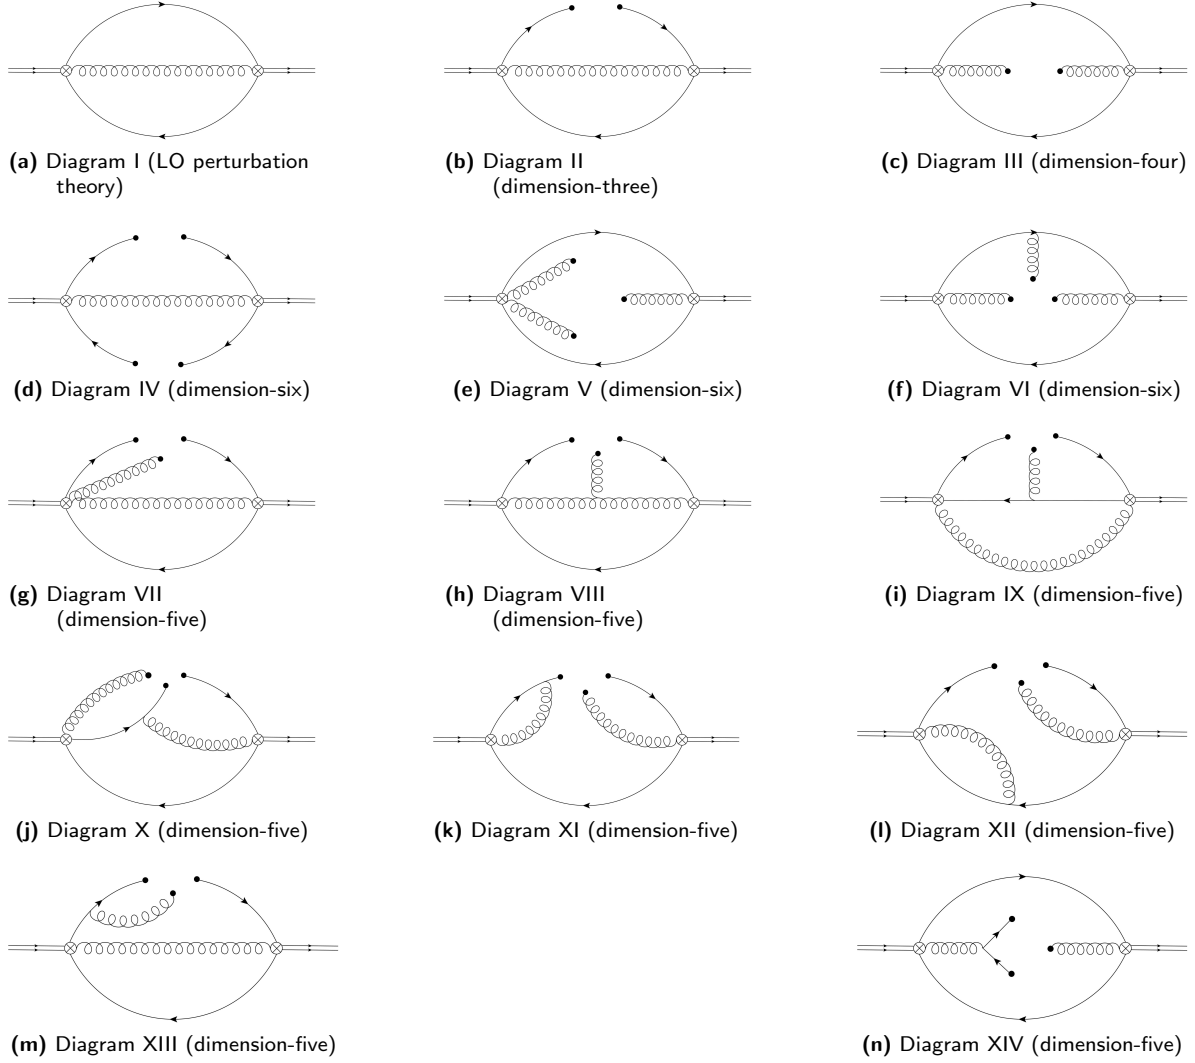 (a) Diagram I (LO perturbation
theory)
(b) Diagram II
(dimension-three)
(c) Diagram III (dimension-four)
(d) Diagram IV (dimension-six)
(e) Diagram V (dimension-six)
(f) Diagram VI (dimension-six)
(g) Diagram VII
(dimension-five)
(h) Diagram VIII
(dimension-five)
(i) Diagram IX (dimension-five)
(j) Diagram X (dimension-five)
(k) Diagram XI (dimension-five)
(l) Diagram XII (dimension-five)
(m) Diagram XIII (dimension-five)
(n) Diagram XIV (dimension-five)